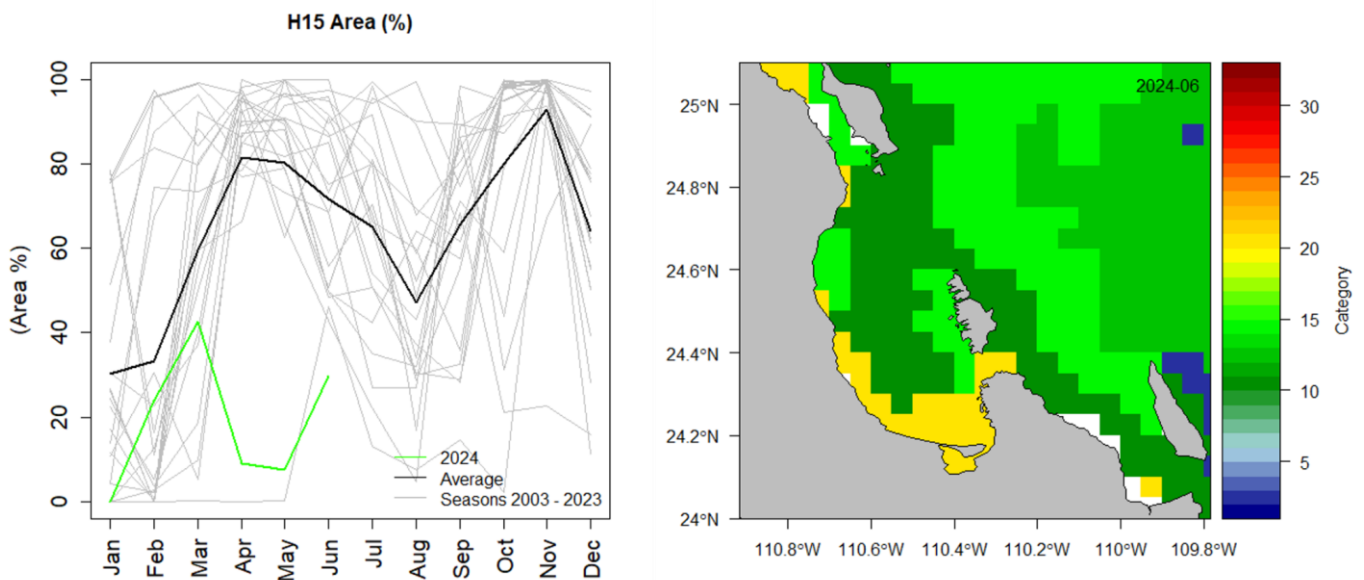 H15 Area (%)
(Area %)
100
80
60
40
20
0
2024
Average
Seasons 2003 - 2023
Jan
Feb
Mar
Apr
May
Jun
Jul
Aug
Sep
Oct
Nov
Dec
2024-06
25°N
24.8°N
24.6°N
24.4°N
24.2°N
24°N
110.8°W
110.6°W
110.4°W
110.2°W
110°W
109.8°W
30
25
20
15
10
5
Category